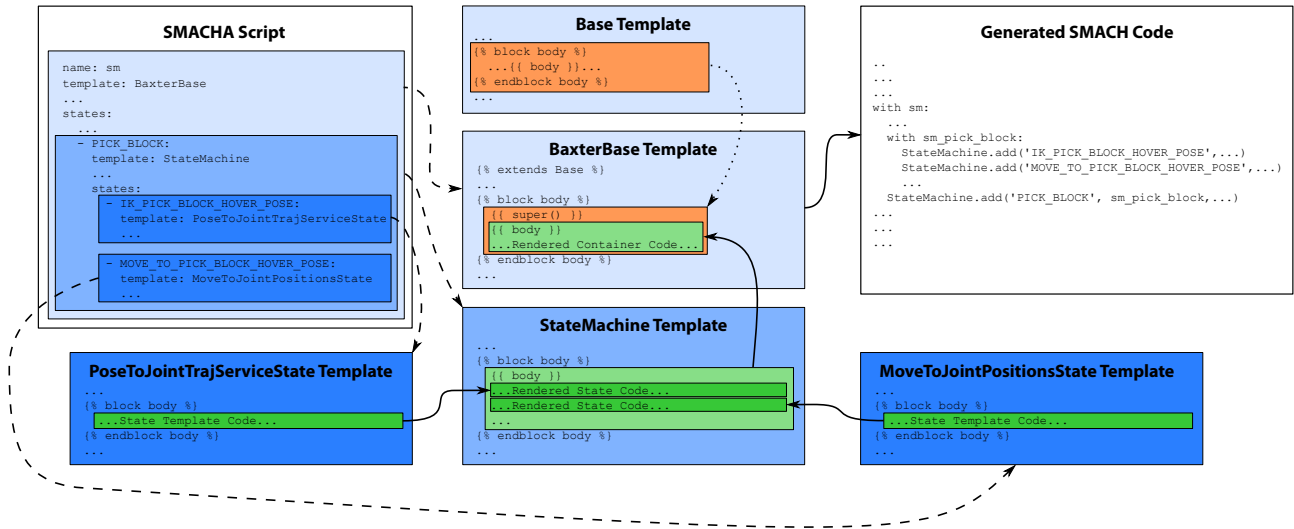 SMACHA Script
name: sm
template: BaxterBase
...
states:
...
- PICK_BLOCK:
template: StateMachine
...
states:
- IK_PICK_BLOCK_HOVER_POSE:
template: PoseToJointTrajServiceState
...
- MOVE_TO_PICK_BLOCK_HOVER_POSE:
template: MoveToJointPositionsState
...
Base Template
...
{% block body %}
...{{ body }}...
{% endblock body %}
...
BaxterBase Template
{% extends Base %}
...
{% block body %}
{{ super() }}
{{ body }}
...Rendered Container Code...
{% endblock body %}
...
Generated SMACH Code
..
...
...
with sm:
...
with sm_pick_block:
StateMachine.add('IK_PICK_BLOCK_HOVER_POSE',...)
StateMachine.add('MOVE_TO_PICK_BLOCK_HOVER_POSE',...)
...
StateMachine.add('PICK_BLOCK', sm_pick_block,...)
...
...
...
PoseToJointTrajServiceState Template
...
{% block body %}
...State Template Code...
{% endblock body %}
...
StateMachine Template
...
{% block body %}
{{ body }}
...Rendered State Code...
...Rendered State Code...
...
{% endblock body %}
...
MoveToJointPositionsState Template
...
{% block body %}
...State Template Code...
{% endblock body %}
...